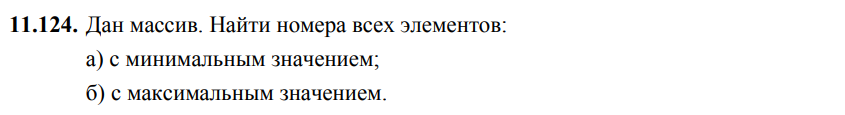 11.124. Дан массив. Найти номера всех элементов:
а) с минимальным значением;
б) с максимальным значением.